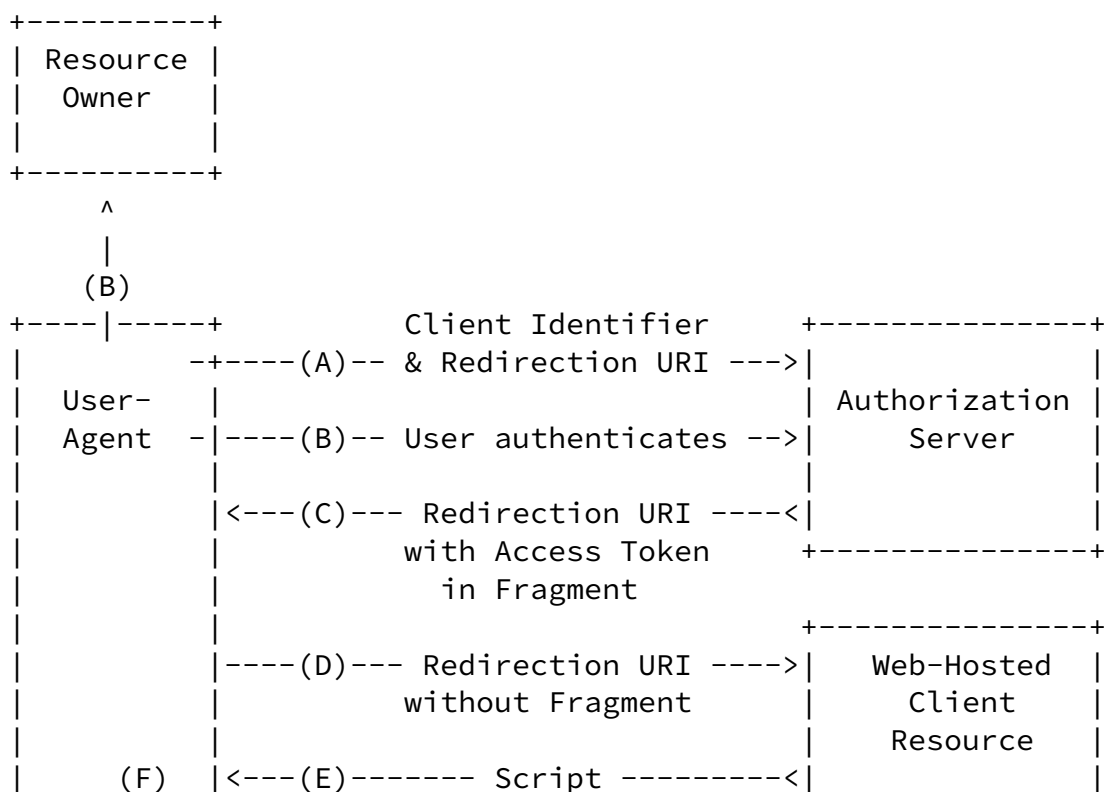 +----------+
| Resource |
|  Owner   |
|          |
+----------+
     ^
     |
    (B)
+----|-----+          Client Identifier     +---------------+
|         -+----(A)-- & Redirection URI --->|               |
|  User-   |                                | Authorization |
|  Agent  -|----(B)-- User authenticates -->|     Server    |
|          |                                |               |
|          |<---(C)--- Redirection URI ----<|               |
|          |          with Access Token     +---------------+
|          |            in Fragment
|          |                                +---------------+
|          |----(D)--- Redirection URI ---->|   Web-Hosted  |
|          |          without Fragment      |     Client    |
|          |                                |    Resource   |
|     (F)  |<---(E)------- Script ---------<|               |